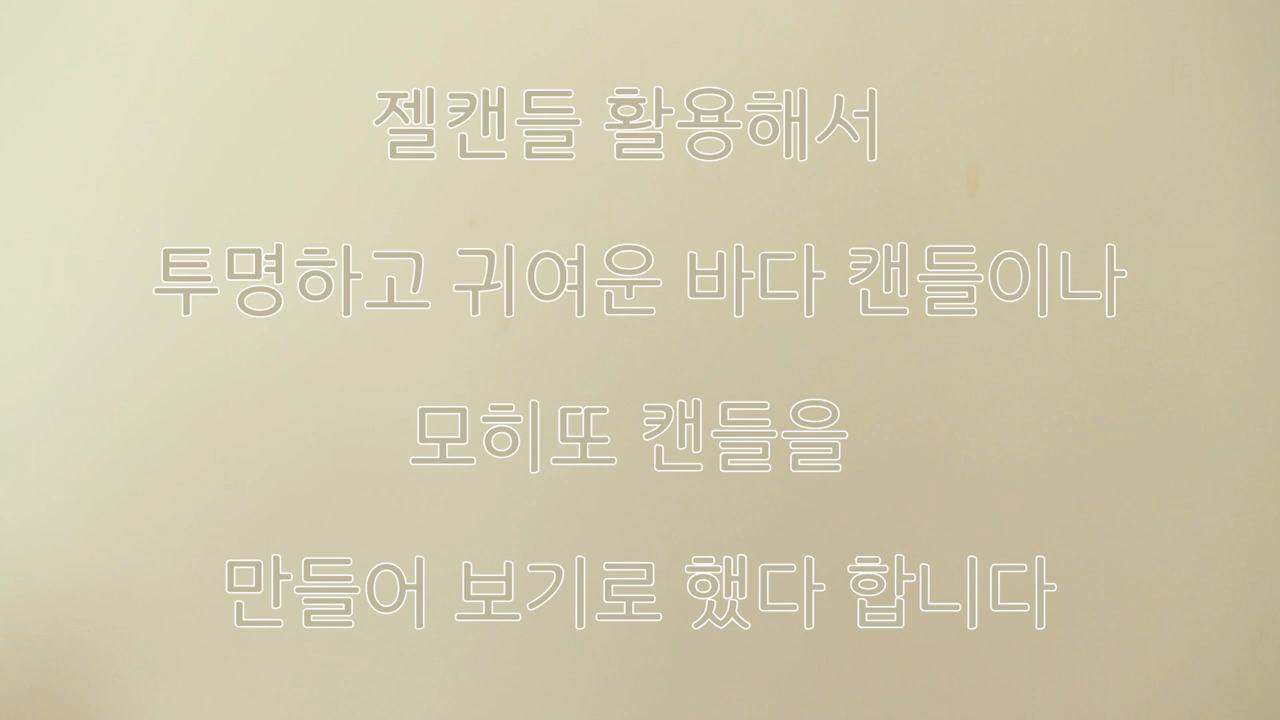 젤캔들 활용해서
투명하고 귀여운 바다 캔들이나
모히또 캔들을
만들어 보기로 했다 합니다